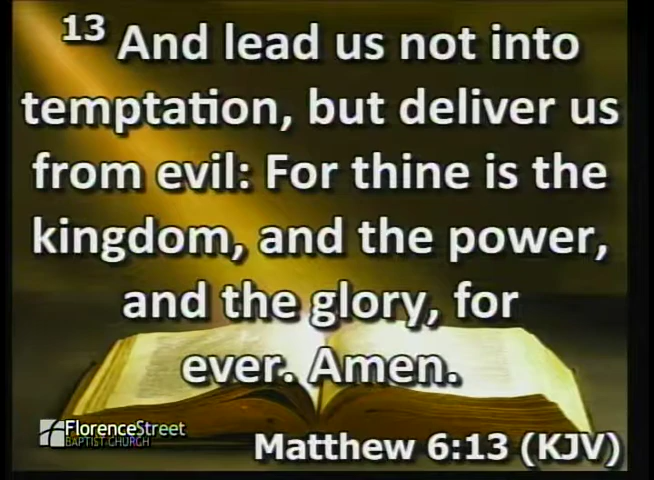 13 And lead us not into
temptation, but deliver us
from evil: For thine is the
kingdom, and the power,
and the glory, for
ever. Amen.
FlorenceStreet
BAPTIST CHURCH
Matthew 6:13 (KJV)